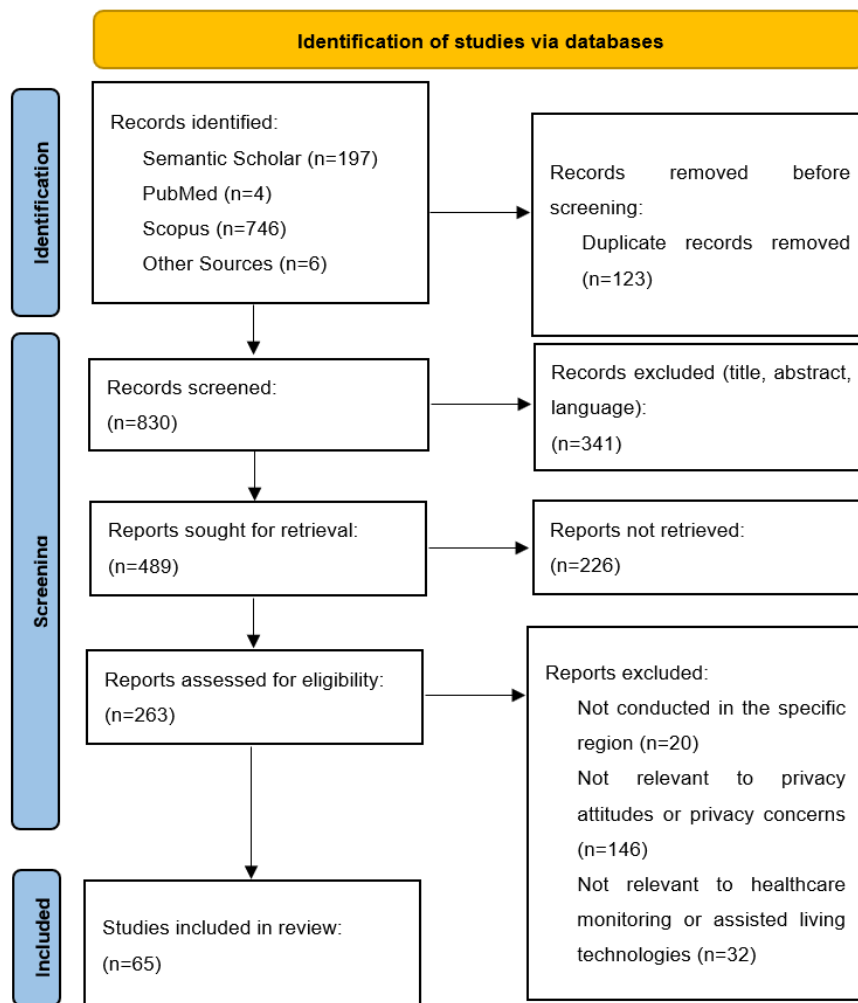 Identification of studies via databases
Identification
Records identified:
Semantic Scholar (n=197)
PubMed (n=4)
Scopus (n=746)
Other Sources (n=6)
Records removed before
screening:
Duplicate records removed
(n=123)
Screening
Records screened:
(n=830)
Records excluded (title, abstract,
language):
(n=341)
Reports sought for retrieval:
(n=489)
Reports not retrieved:
(n=226)
Reports assessed for eligibility:
(n=263)
Reports excluded:
Not conducted in the specific
region (n=20)
Not relevant to privacy
attitudes or privacy concerns
(n=146)
Not relevant to healthcare
monitoring or assisted living
technologies (n=32)
Included
Studies included in review:
(n=65)